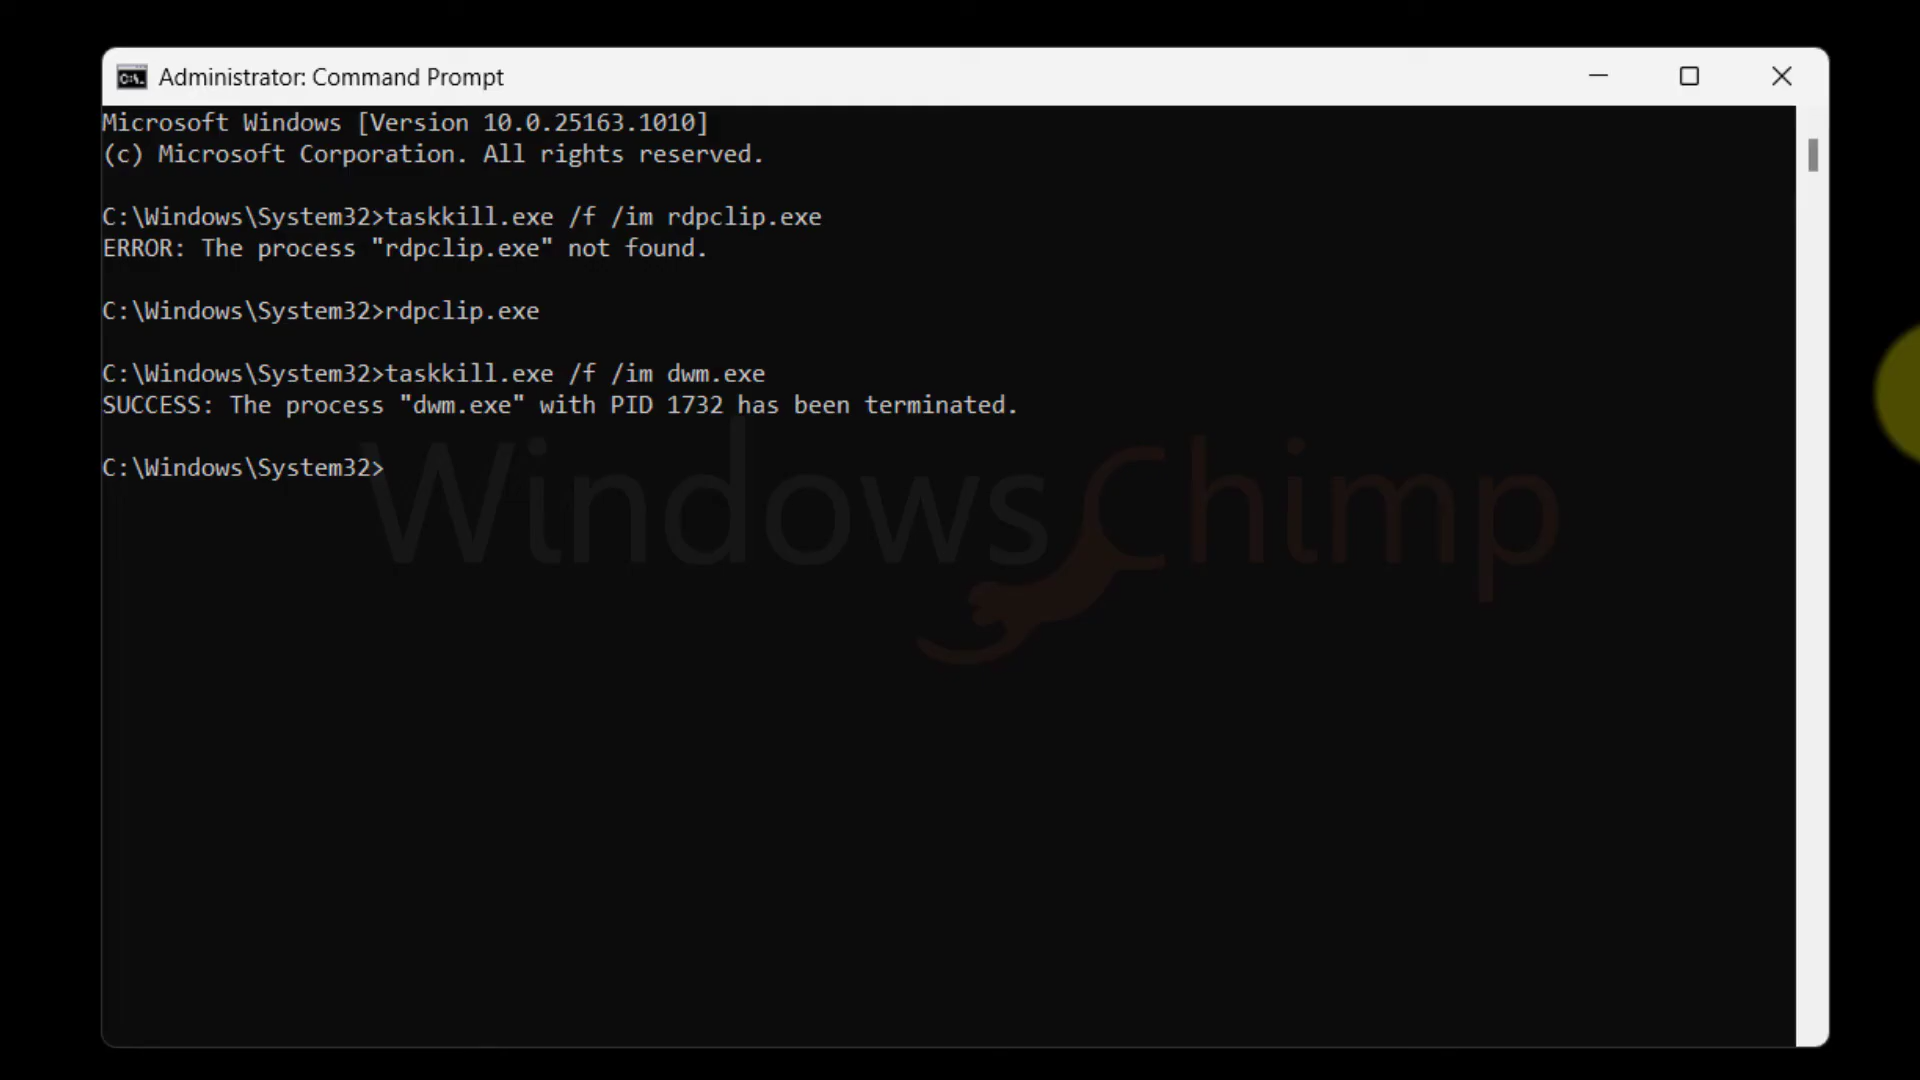 Administrator: Command Prompt
Microsoft Windows [Version 10.0.25163.1010]
(c) Microsoft Corporation. All rights reserved.
C:\Windows\System32>taskkill.exe /f /im rdpclip.exe
ERROR: The process "rdpclip.exe" not found.
C:\Windows\System32>rdpclip.exe
C:\Windows\System32>taskkill.exe /f /im dwm.exe
SUCCESS: The process "dwm.exe" with PID 1732 has been terminated.
C:\Windows\System32>
WindowsChimp